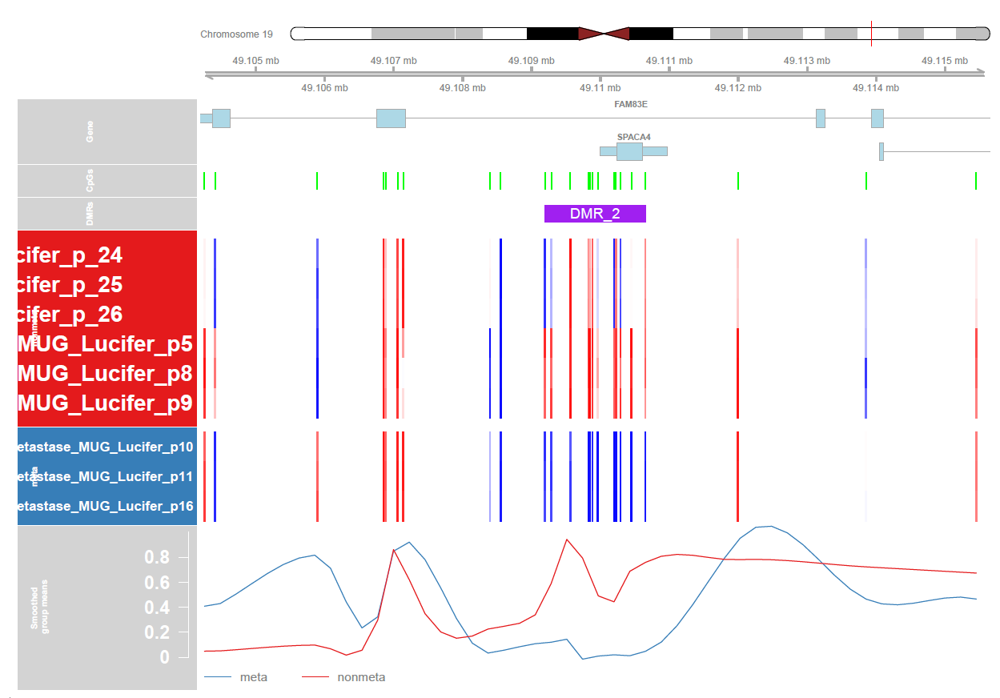 Chromosome 19
49.105 mb 49.107 mb 49.109 mb 49.111 mb 49.113 mb 49.115 mb
49.106 mb 49.108 mb 49.11 mb 49.112 mb 49.114 mb
Gene
FAM83E
SPACA4
CpGs
DMRs
DMR_2
cifer_p_24
cifer_p_25
cifer_p_26
MUG_Lucifer_p5
MUG_Lucifer_p8
MUG_Lucifer_p9
etastase_MUG_Lucifer_p10
etastase_MUG_Lucifer_p11
etastase_MUG_Lucifer_p16
meta
Smoothed
group means
0.8
0.6
0.4
0.2
0
meta nonmeta